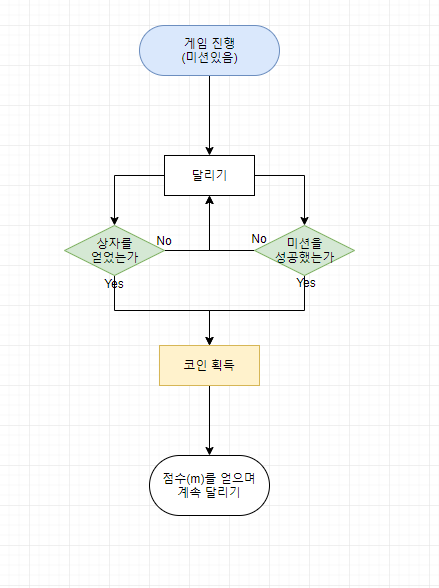 게임 진행
(미션있음)
달리기
상자를
얻었는가
No
No
미션을
성공했는가
Yes
Yes
코인 획득
점수(m)를 얻으며
계속 달리기